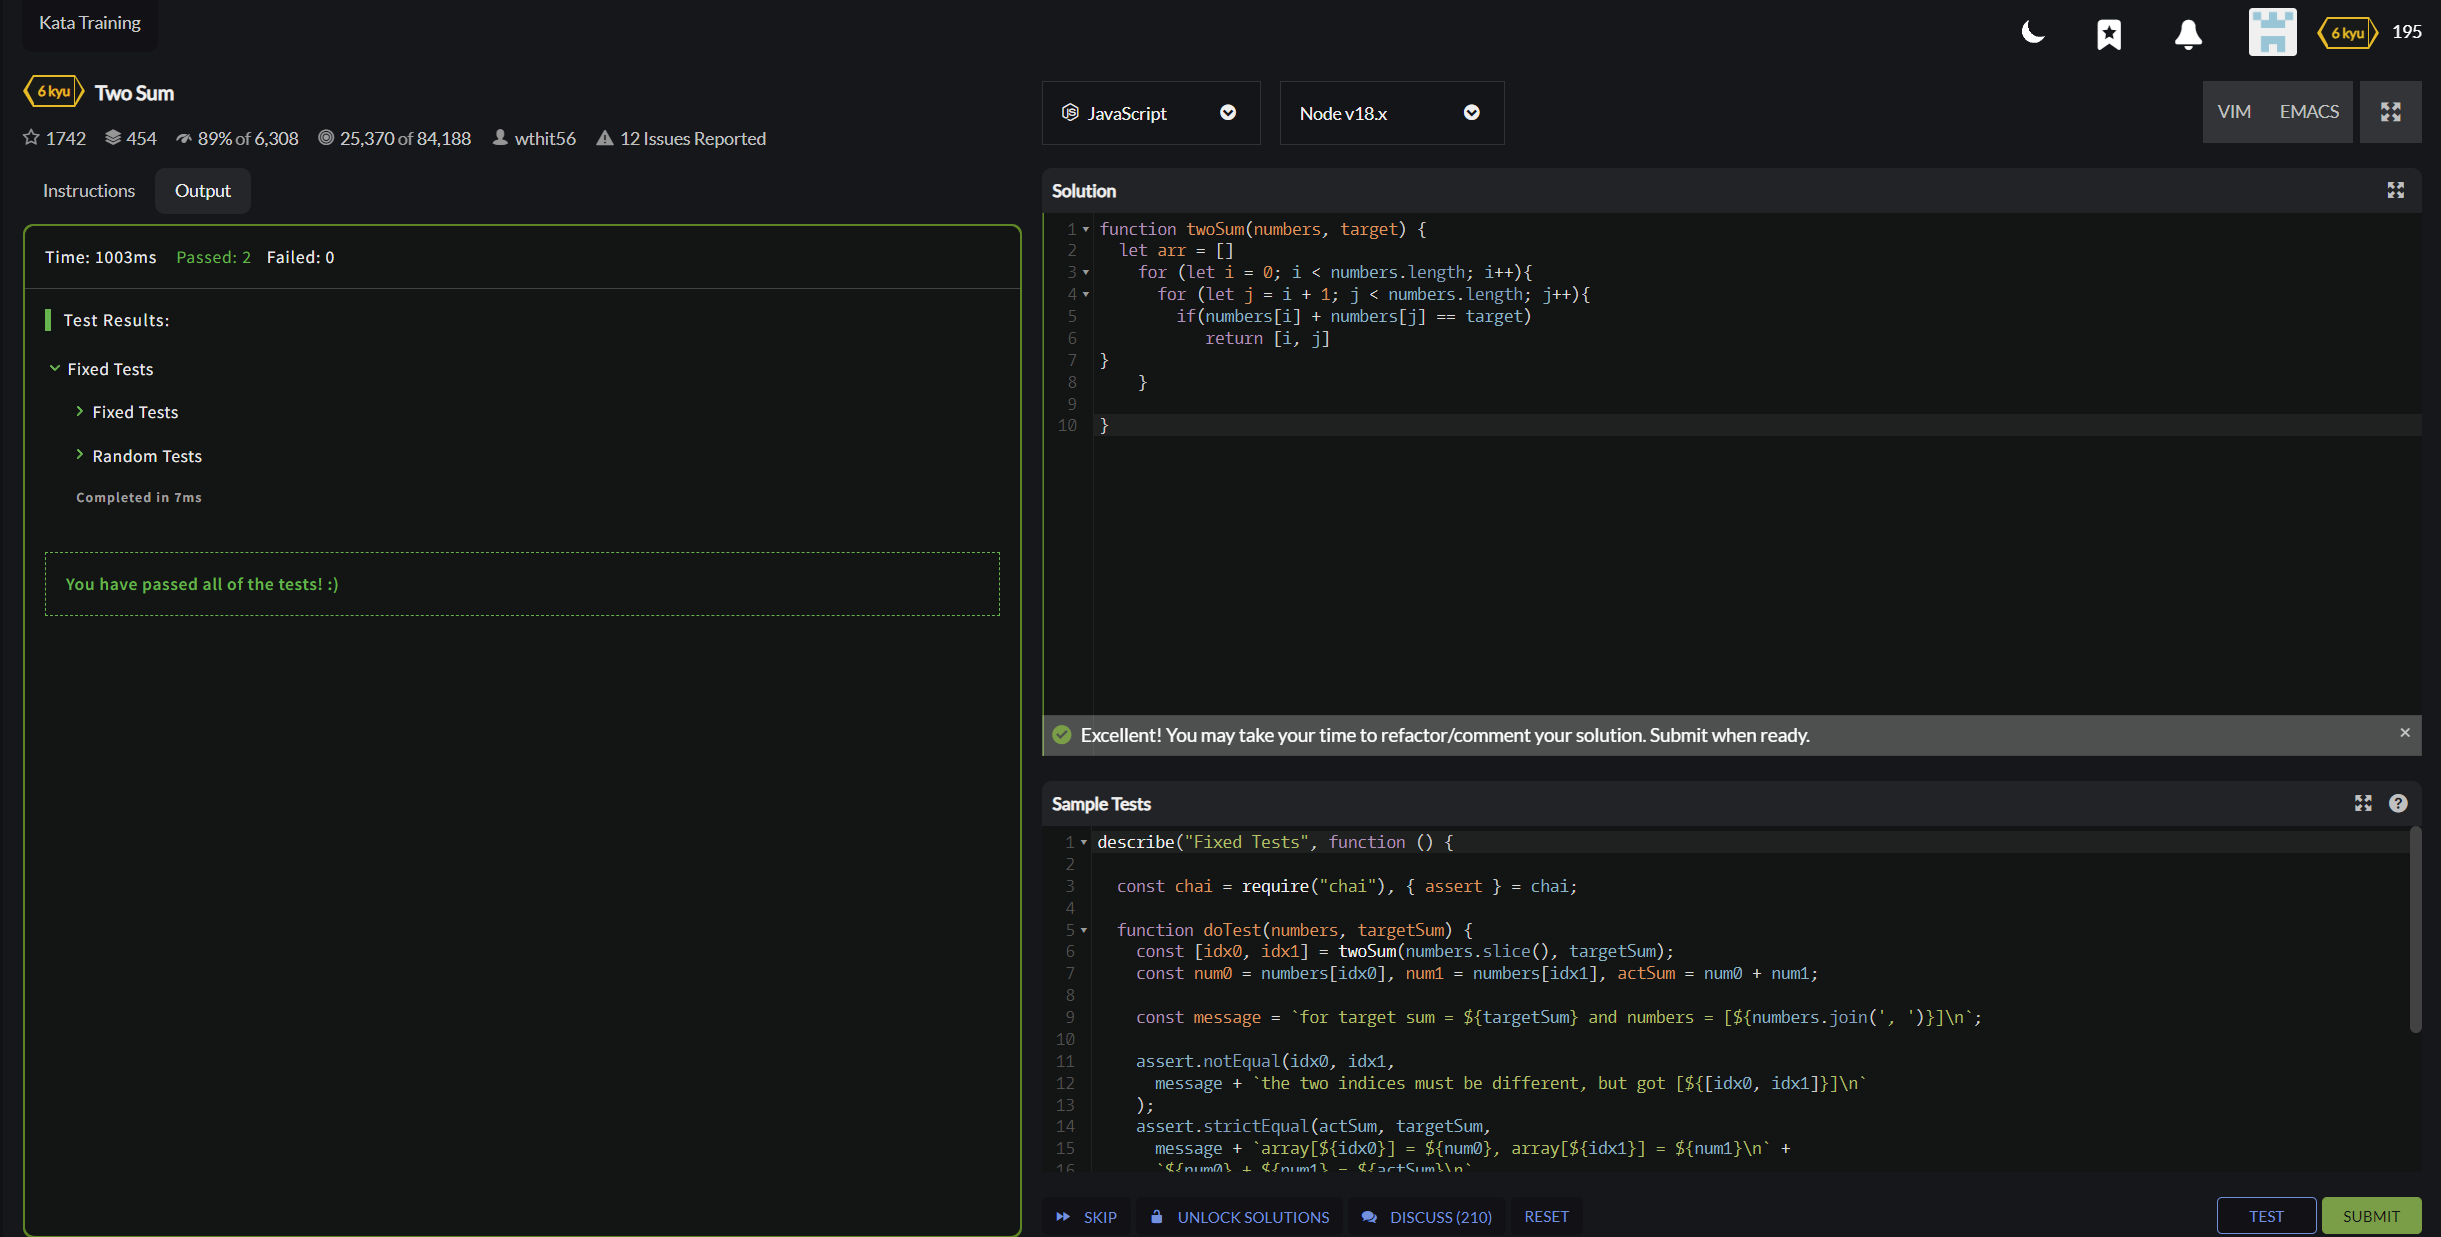 Kata Training
6 kyu 195
6 kyu Two Sum
1742 454 89% of 6,308 25,370 of 84,188 wthit56 12 Issues Reported
Instructions Output
Time: 1003ms Passed: 2 Failed: 0
Test Results:
Fixed Tests
Fixed Tests
Random Tests
Completed in 7ms
You have passed all of the tests! :)
JavaScript Node v18.x VIM EMACS
Solution
1 function twoSum(numbers, target) {
2 let arr = []
3 for (let i = 0; i < numbers.length; i++){
4 for (let j = i + 1; j < numbers.length; j++){
5 if(numbers[i] + numbers[j] == target)
6 return [i, j]
7 }
8 }
9
10 }
Excellent! You may take your time to refactor/comment your solution. Submit when ready. ×
Sample Tests
1 describe("Fixed Tests", function () {
2
3 const chai = require("chai"), { assert } = chai;
4
5 function doTest(numbers, targetSum) {
6 const [idx0, idx1] = twoSum(numbers.slice(), targetSum);
7 const num0 = numbers[idx0], num1 = numbers[idx1], actSum = num0 + num1;
8
9 const message = `for target sum = ${targetSum} and numbers = [${numbers.join(', ')}]\n`;
10
11 assert.notEqual(idx0, idx1,
12 message + `the two indices must be different, but got [${[idx0, idx1]}]\n`
13 );
14 assert.strictEqual(actSum, targetSum,
15 message + `array[${idx0}] = ${num0}, array[${idx1}] = ${num1}\n` +
16 `${num0} + ${num1} = ${actSum}\n`
SKIP UNLOCK SOLUTIONS DISCUSS (210) RESET TEST SUBMIT